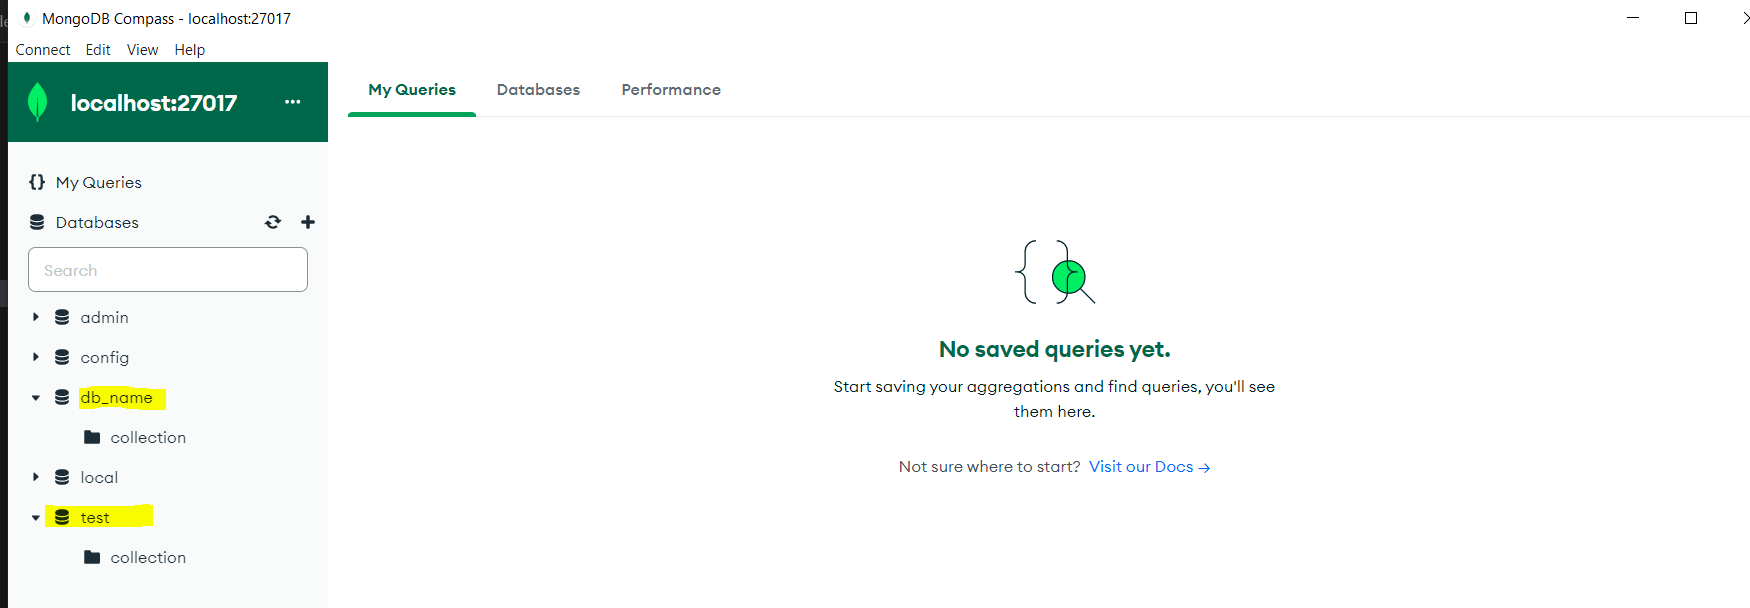 MongoDB Compass - localhost:27017
Connect Edit View Help
localhost:27017 ...
My Queries Databases Performance
{} My Queries
Databases
Search
admin
config
db_name
collection
local
test
collection
No saved queries yet.
Start saving your aggregations and find queries, you'll see
them here.
Not sure where to start? Visit our Docs →